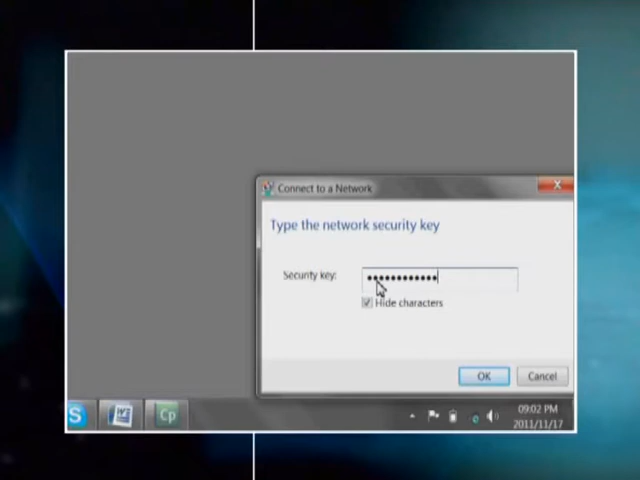 Connect to a Network
Type the network security key
Security key: ••••••••••••
Hide characters
OK
Cancel
S
Cp
09:02 PM
2011/11/17